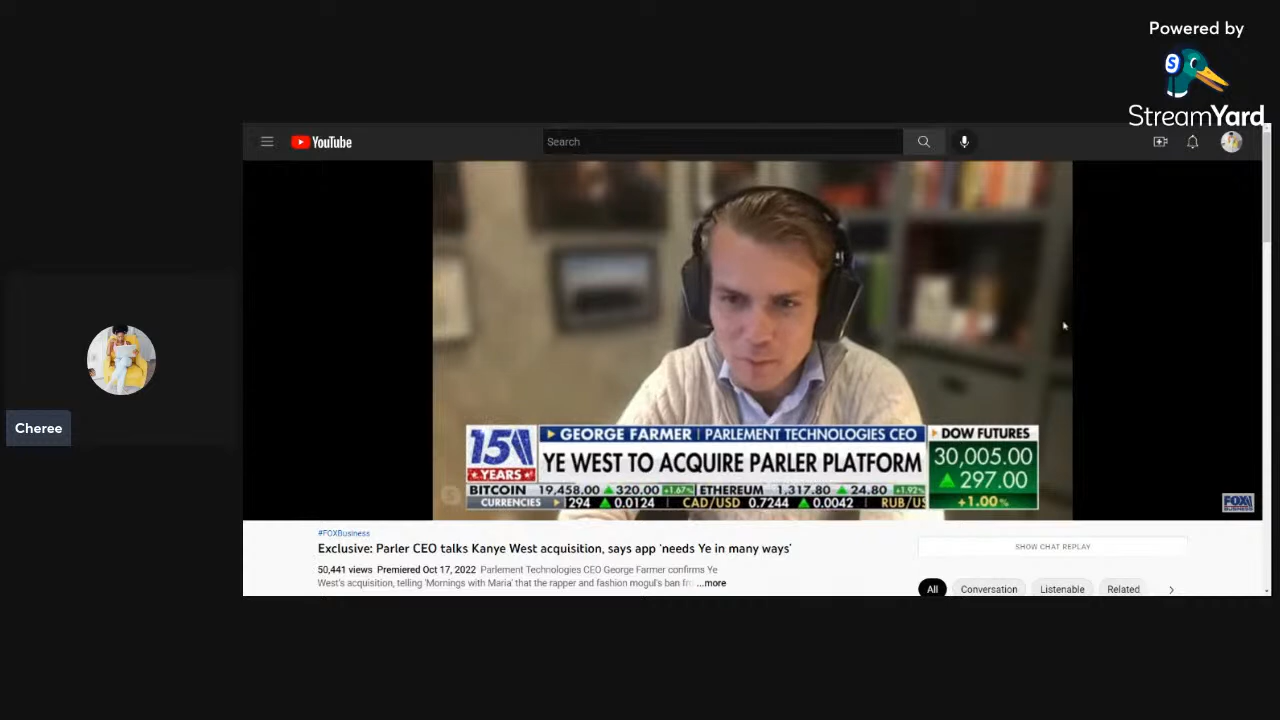 Powered by
StreamYard
YouTube
Search
GEORGE FARMER | PARLEMENT TECHNOLOGIES CEO
YE WEST TO ACQUIRE PARLER PLATFORM
15
YEARS
DOW FUTURES
30,005.00
297.00
+1.00%
BITCOIN 19,458.00 320.00 +1.67% ETHEREUM 1,317.80 24.80 +1.92%
CURRENCIES 294 0.0124 CAD/USD 0.7244 0.0042 RUB/US
FOX
BUSINESS
Cheree
#FOXBusiness
Exclusive: Parler CEO talks Kanye West acquisition, says app 'needs Ye in many ways'
50,441 views Premiered Oct 17, 2022 Parlement Technologies CEO George Farmer confirms Ye
West's acquisition, telling 'Mornings with Maria' that the rapper and fashion mogul's ban ...more
SHOW CHAT REPLAY
All Conversation Listenable Related